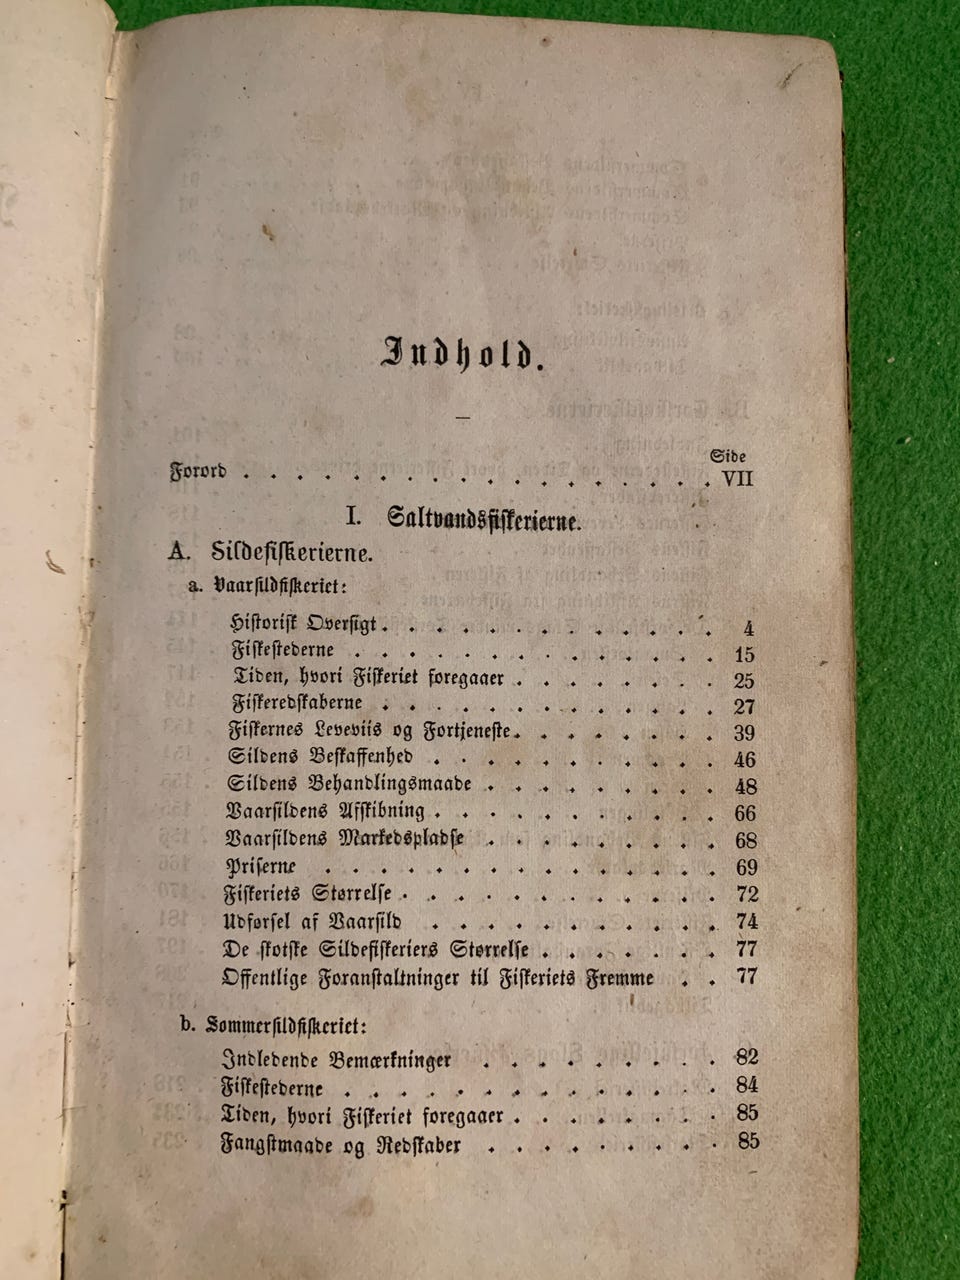 Indhold.
Side
Forord . . . . . . . . . . . . . . . . . . VII
I. Saltvandsfiskerierne.
A. Sildefiskerierne.
a. Vaarsildfiskeriet:
Historisk Oversigt . . . . . . . . . . . . . 4
Fiskestederne . . . . . . . . . . . . . . 15
Tiden, hvori Fiskeriet foregaaer . . . . . . . . 25
Fiskeredskaberne . . . . . . . . . . . . . 27
Fiskernes Leveviis og Fortjeneste . . . . . . . . 39
Sildens Beskaffenhed . . . . . . . . . . . 46
Sildens Behandlingsmaade . . . . . . . . . 48
Vaarsildens Afskibning . . . . . . . . . . . 66
Vaarsildens Markedspladse . . . . . . . . . 68
Priserne . . . . . . . . . . . . . . . 69
Fiskeriets Størrelse . . . . . . . . . . . . 72
Udførsel af Vaarsild . . . . . . . . . . . 74
De skotske Sildefiskeriers Størrelse . . . . . . . 77
Offentlige Foranstaltninger til Fiskeriets Fremme . . 77
b. Sommersildfiskeriet:
Indledende Bemærkninger . . . . . . . . . 82
Fiskestederne . . . . . . . . . . . . . . 84
Tiden, hvori Fiskeriet foregaaer . . . . . . . . 85
Fangstmaade og Redskaber . . . . . . . . . 85